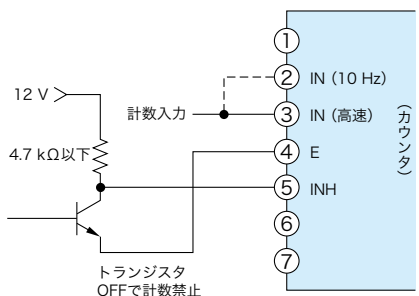 ①
② IN (10 Hz)
12 V
計数入力
③ IN (高速)
(カウンタ)
4.7 kΩ以下
④ E
⑤ INH
⑥
⑦
トランジスタ
OFFで計数禁止